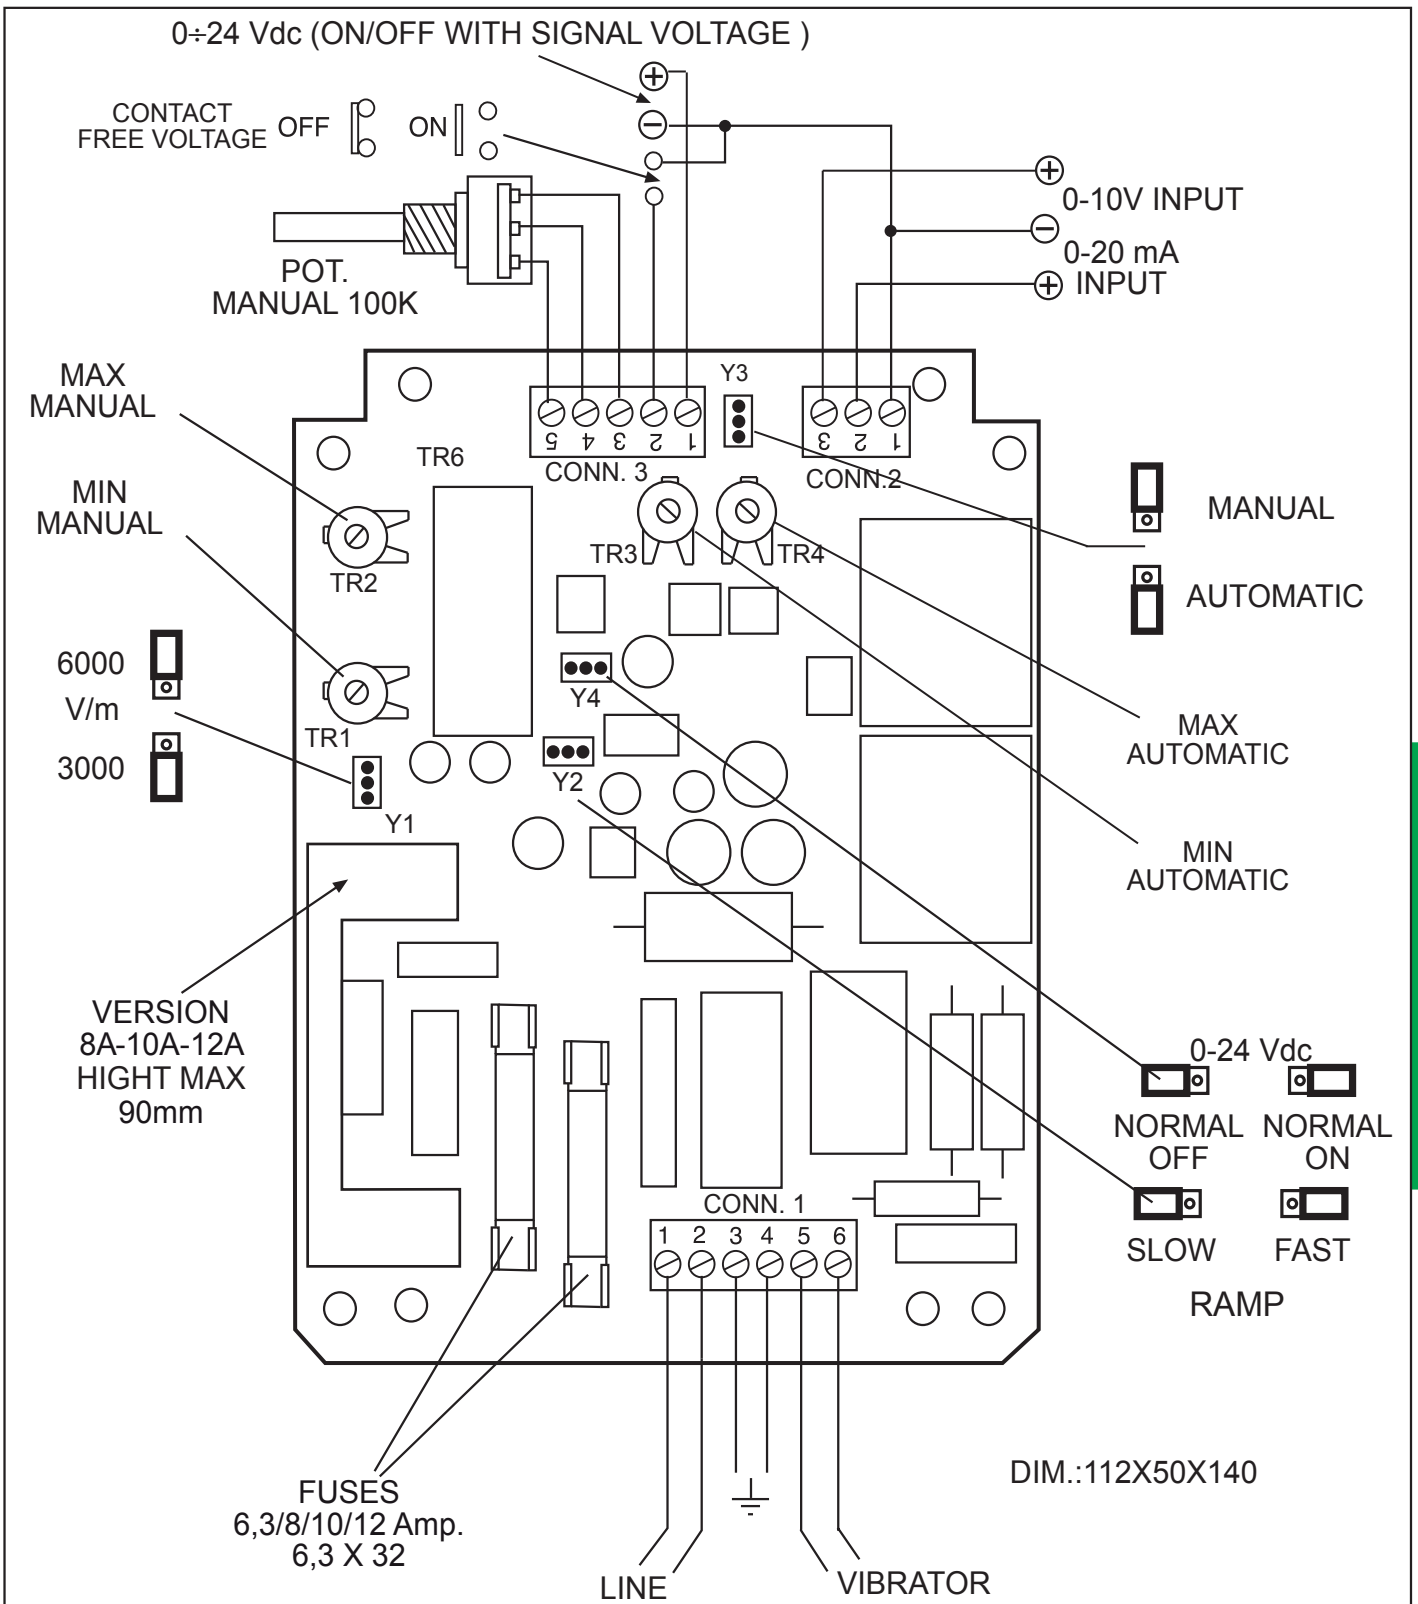 0÷24 Vdc (ON/OFF WITH SIGNAL VOLTAGE )
CONTACT
FREE VOLTAGE
OFF
ON
POT.
MANUAL 100K
0-10V INPUT
0-20 mA
INPUT
MAX
MANUAL
MIN
MANUAL
Y3
5 4 3 2 1
CONN. 3
3 2 1
CONN.2
TR6
TR2
TR3
TR4
MANUAL
AUTOMATIC
6000
V/m
3000
TR1
Y4
Y2
Y1
MAX
AUTOMATIC
MIN
AUTOMATIC
VERSION
8A-10A-12A
HIGHT MAX
90mm
0-24 Vdc
NORMAL
OFF
NORMAL
ON
SLOW
FAST
RAMP
CONN. 1
1 2 3 4 5 6
FUSES
6,3/8/10/12 Amp.
6,3 X 32
LINE
VIBRATOR
DIM.:112X50X140